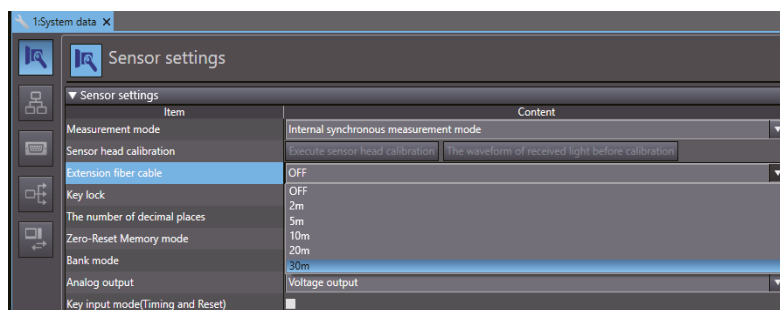 1:System data X
Sensor settings
▼ Sensor settings
Item Content
Measurement mode Internal synchronous measurement mode
Sensor head calibration Execute sensor head calibration The waveform of received light before calibration
Extension fiber cable OFF
Key lock OFF
2m
The number of decimal places 5m
Zero-Reset Memory mode 10m
20m
Bank mode 30m
Analog output Voltage output
Key input mode(Timing and Reset)